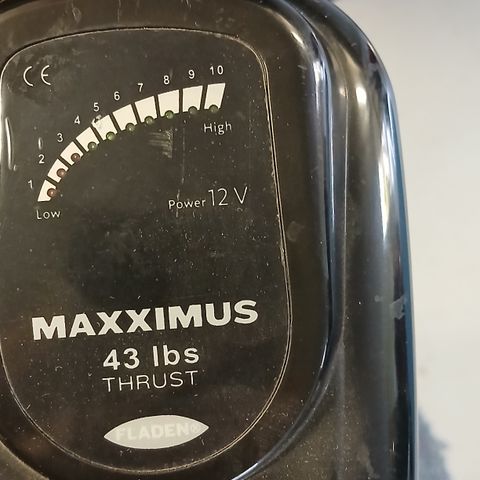 CE
1 2 3 4 5 6 7 8 9 10
Low High
Power 12 V
MAXXIMUS
43 lbs
THRUST
FLADEN®